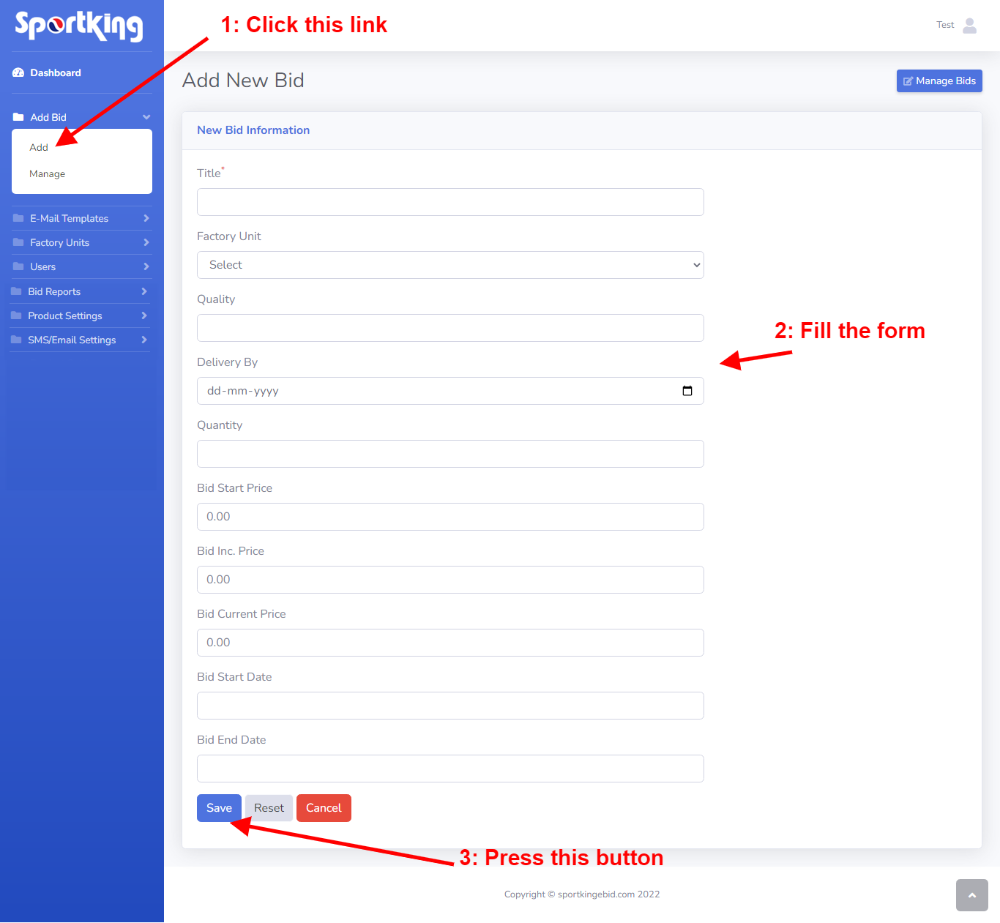 Sportking
1: Click this link
Test
Dashboard
Add New Bid
Manage Bids
Add Bid
Add
Manage
E-Mail Templates
Factory Units
Users
Bid Reports
Product Settings
SMS/Email Settings
New Bid Information
Title*
Factory Unit
Select
Quality
2: Fill the form
Delivery By
dd-mm-yyyy
Quantity
Bid Start Price
0.00
Bid Inc. Price
0.00
Bid Current Price
0.00
Bid Start Date
Bid End Date
Save Reset Cancel
3: Press this button
Copyright © sportkingebid.com 2022